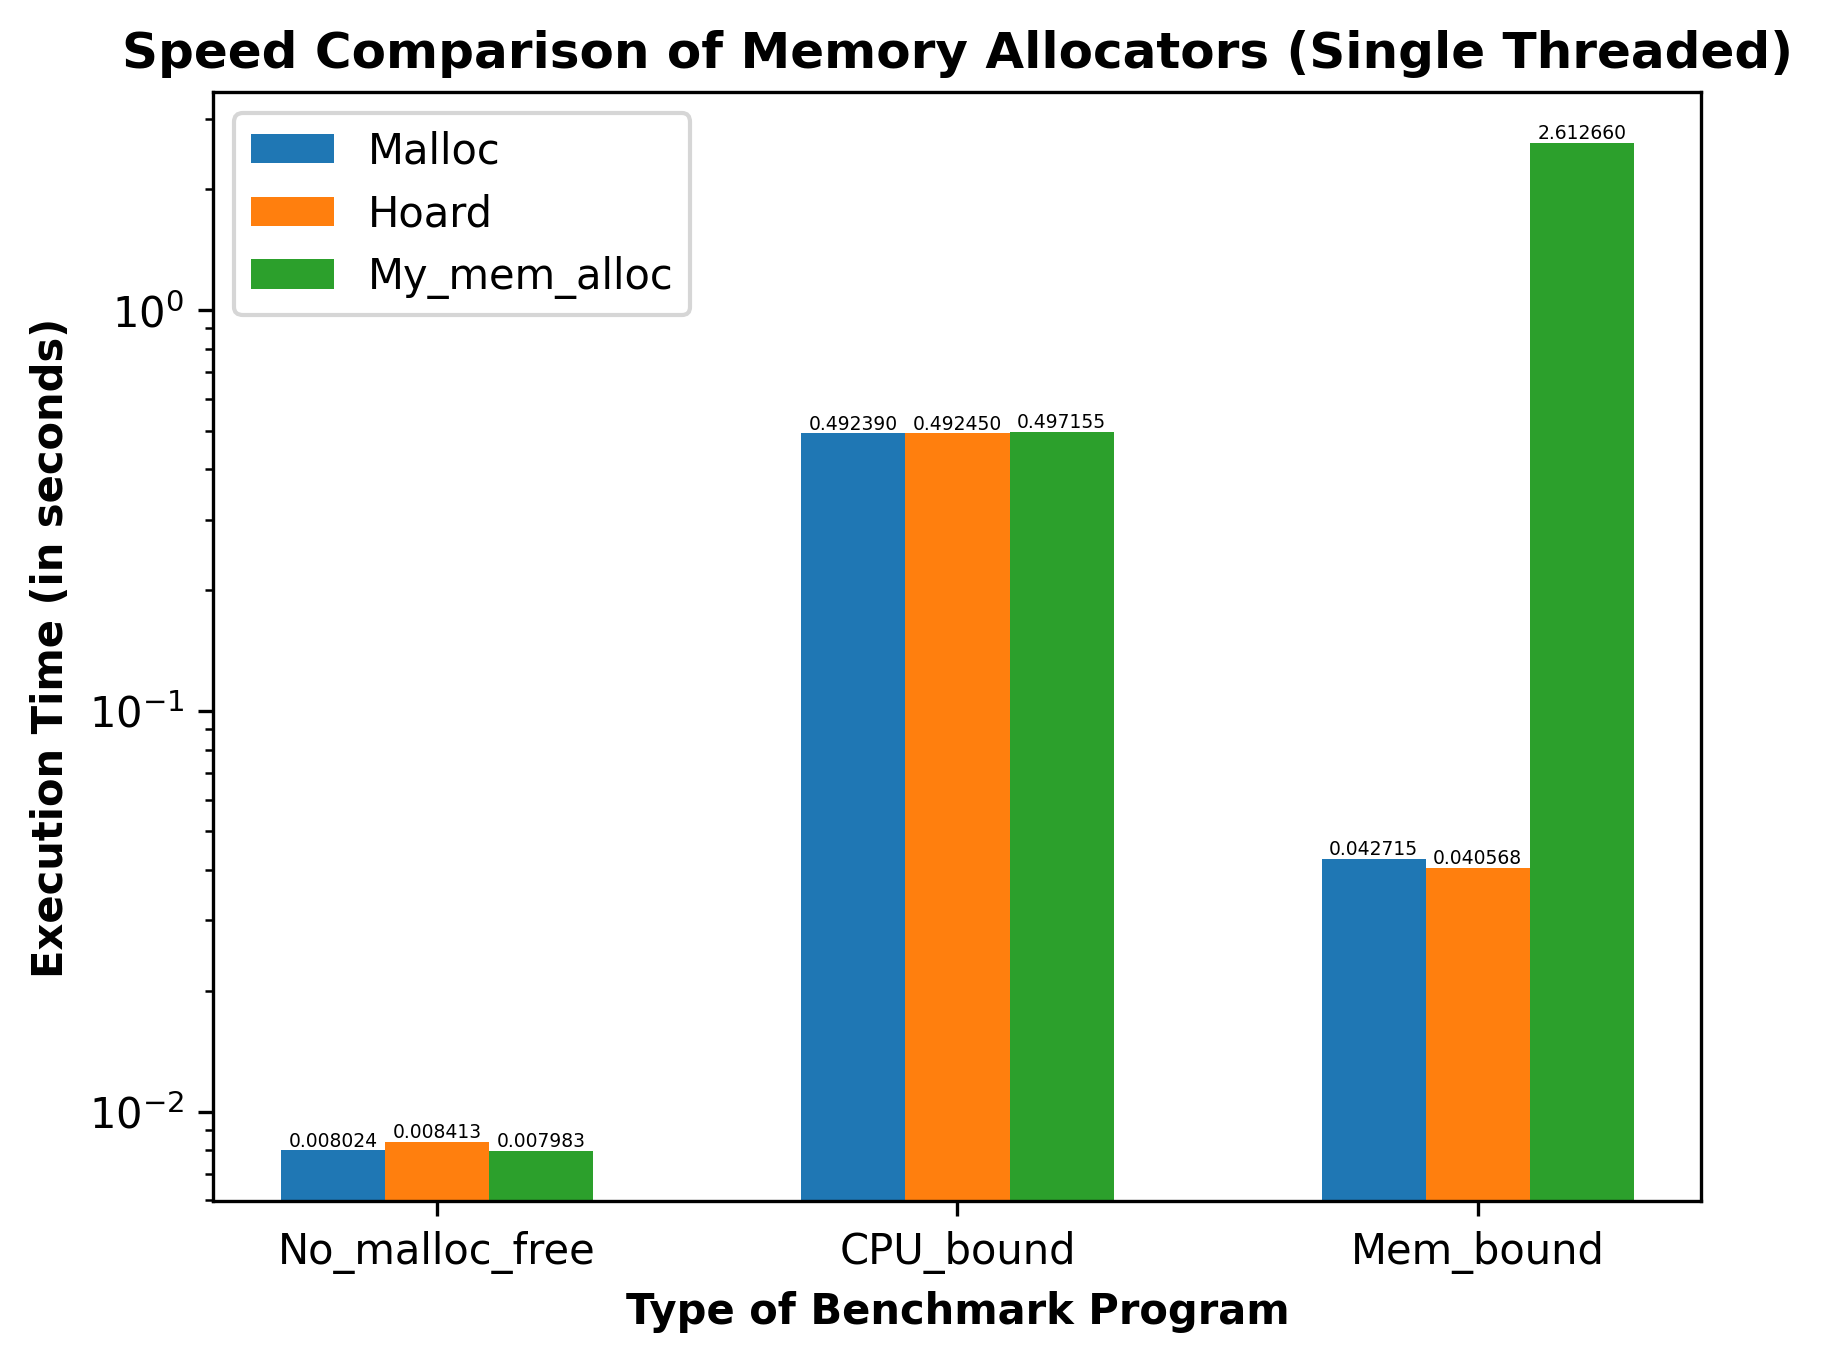 Speed Comparison of Memory Allocators (Single Threaded)
Malloc
Hoard
My_mem_alloc
Execution Time (in seconds)
10⁰
10⁻¹
10⁻²
2.612660
0.492390 0.492450 0.497155
0.042715 0.040568
0.008024 0.008413 0.007983
No_malloc_free CPU_bound Mem_bound
Type of Benchmark Program